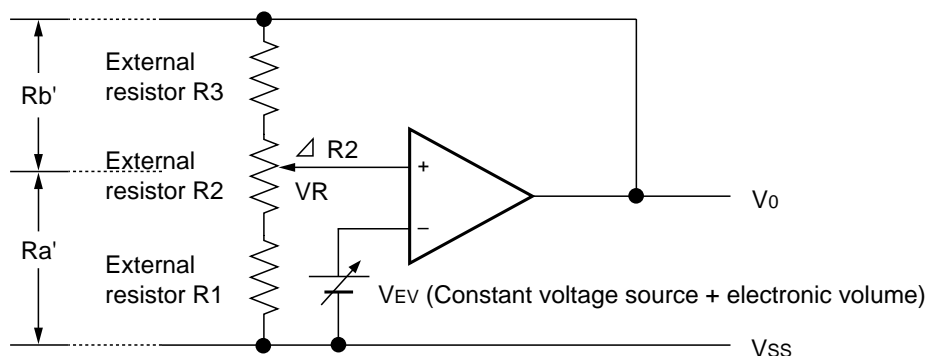 External
resistor R3
Rb'
⊿ R2
External
resistor R2
VR
+
–
V0
Ra'
External
resistor R1
VEV (Constant voltage source + electronic volume)
VSS